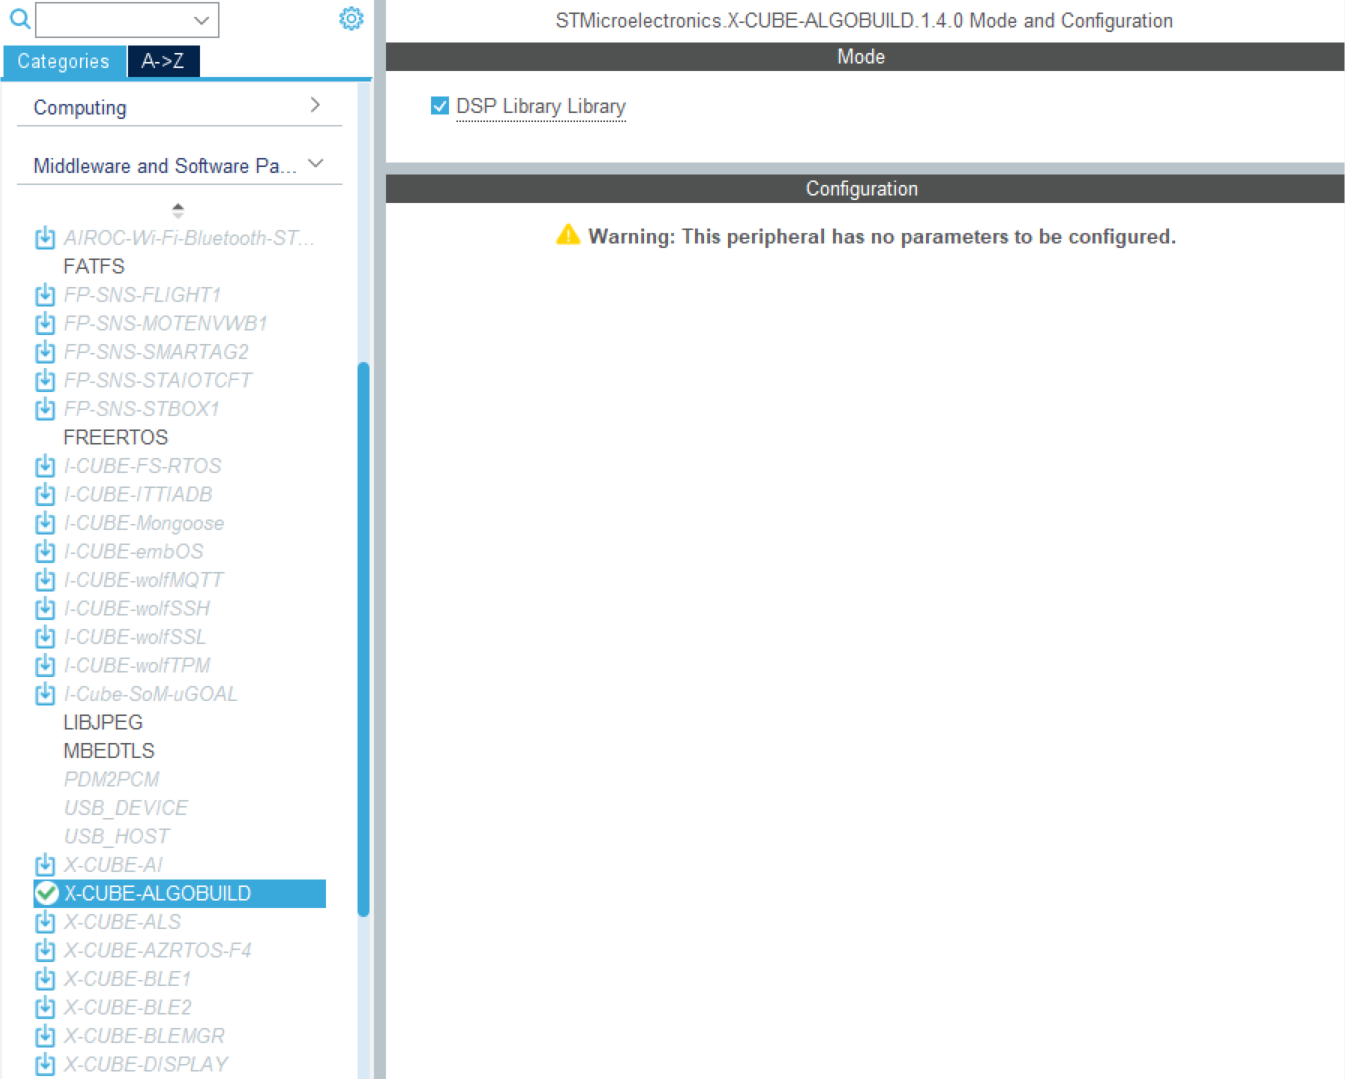 Categories
A->Z
Computing
Middleware and Software Pa...
AIROC-Wi-Fi-Bluetooth-ST...
FATFS
FP-SNS-FLIGHT1
FP-SNS-MOTENVWB1
FP-SNS-SMARTAG2
FP-SNS-STAIOTCFT
FP-SNS-STBOX1
FREERTOS
I-CUBE-FS-RTOS
I-CUBE-ITTIADB
I-CUBE-Mongoose
I-CUBE-embOS
I-CUBE-wolfMQTT
I-CUBE-wolfSSH
I-CUBE-wolfSSL
I-CUBE-wolfTPM
I-Cube-SoM-uGOAL
LIBJPEG
MBEDTLS
PDM2PCM
USB_DEVICE
USB_HOST
X-CUBE-AI
X-CUBE-ALGOBUILD
X-CUBE-ALS
X-CUBE-AZRTOS-F4
X-CUBE-BLE1
X-CUBE-BLE2
X-CUBE-BLEMGR
X-CUBE-DISPLAY
STMicroelectronics.X-CUBE-ALGOBUILD.1.4.0 Mode and Configuration
Mode
DSP Library Library
Configuration
Warning: This peripheral has no parameters to be configured.